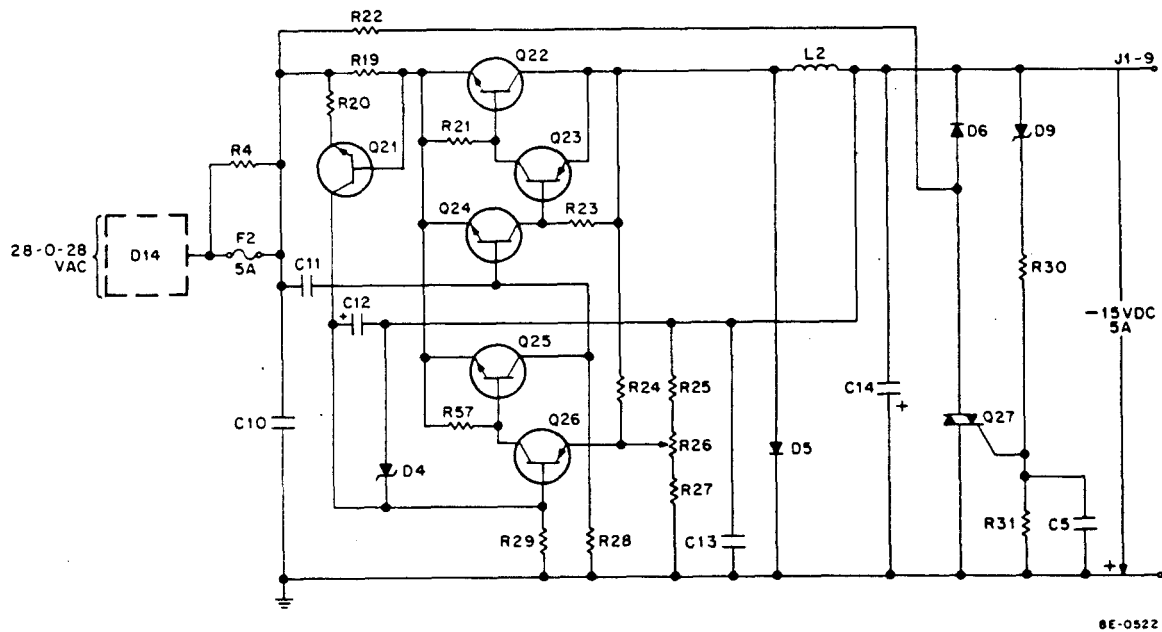 R22
R19
Q22
L2
J1-9
R20
R21
Q23
D6
D9
Q21
R4
Q24
R23
28-0-28
VAC
D14
F2
5A
C11
R30
C12
-15VDC
5A
Q25
R24
R25
C14
+
C10
R57
Q26
R26
Q27
D4
D5
R27
R29
R28
C13
R31
C5
+
8E-0522